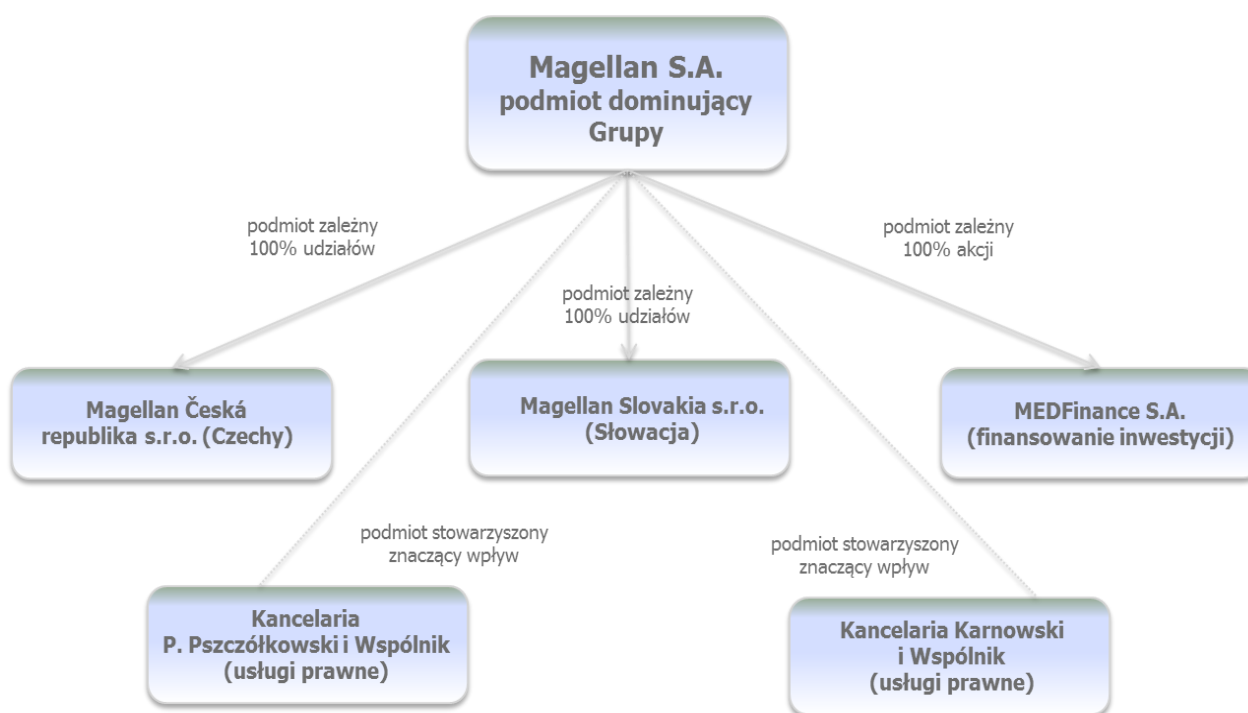 Magellan S.A.
podmiot dominujący
Grupy
podmiot zależny
100% udziałów
podmiot zależny
100% akcji
podmiot zależny
100% udziałów
Magellan Česká
republika s.r.o. (Czechy)
Magellan Slovakia s.r.o.
(Słowacja)
MEDFinance S.A.
(finansowanie inwestycji)
podmiot stowarzyszony
znaczący wpływ
podmiot stowarzyszony
znaczący wpływ
Kancelaria
P. Pszczółkowski i Wspólnik
(usługi prawne)
Kancelaria Karnowski
i Wspólnik
(usługi prawne)